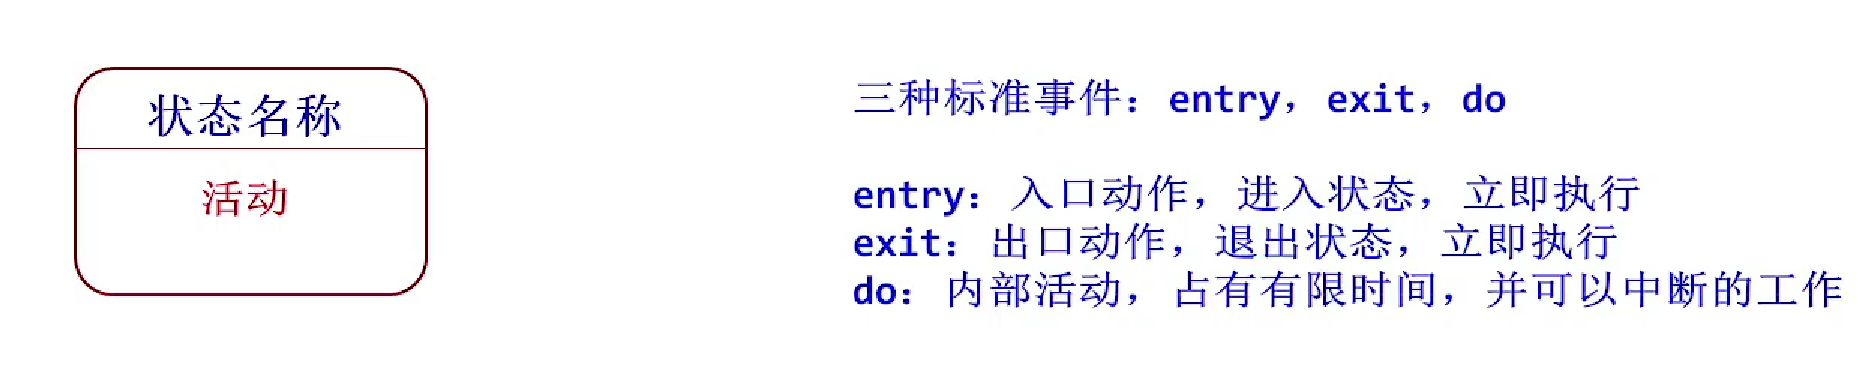 状态名称
活动
三种标准事件：entry，exit，do
entry：入口动作，进入状态，立即执行
exit：出口动作，退出状态，立即执行
do：内部活动，占有有限时间，并可以中断的工作